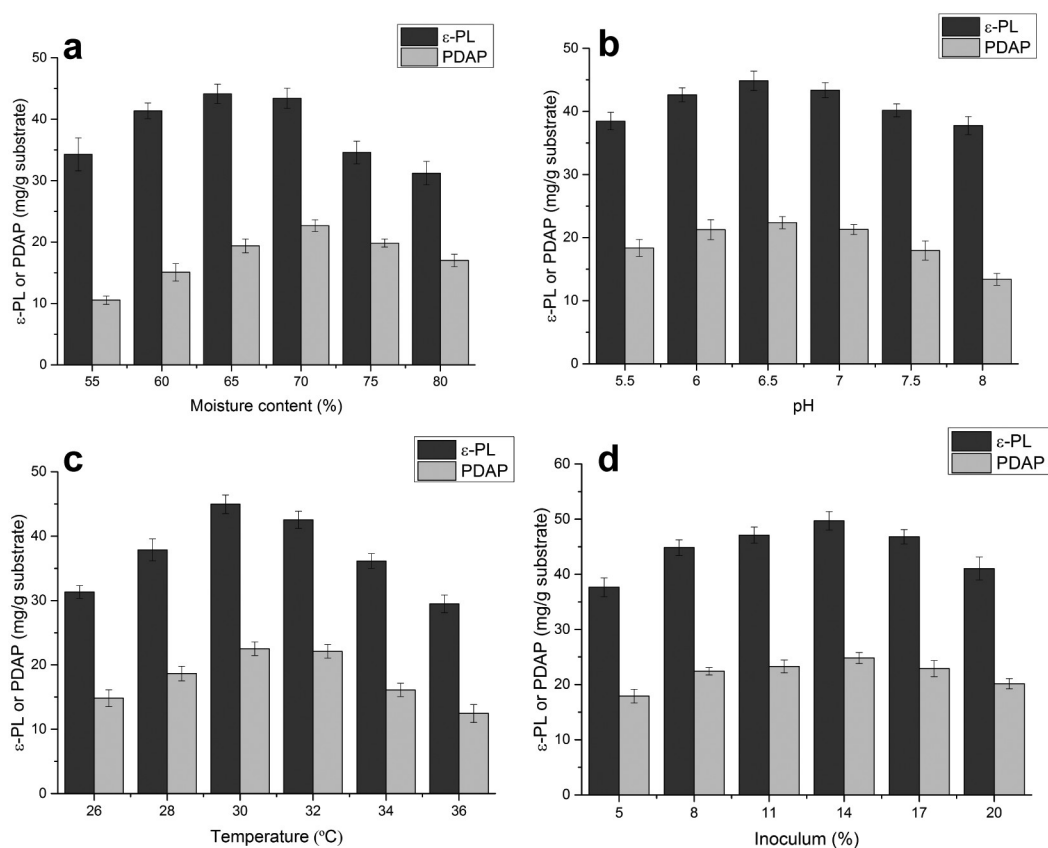 a
ε-PL
PDAP
ε-PL or PDAP (mg/g substrate)
50
40
30
20
10
0
55 60 65 70 75 80
Moisture content (%)
b
ε-PL
PDAP
ε-PL or PDAP (mg/g substrate)
50
40
30
20
10
0
5.5 6 6.5 7 7.5 8
pH
c
ε-PL
PDAP
ε-PL or PDAP (mg/g substrate)
50
40
30
20
10
0
26 28 30 32 34 36
Temperature (ºC)
d
ε-PL
PDAP
ε-PL or PDAP (mg/g substrate)
60
50
40
30
20
10
0
5 8 11 14 17 20
Inoculum (%)